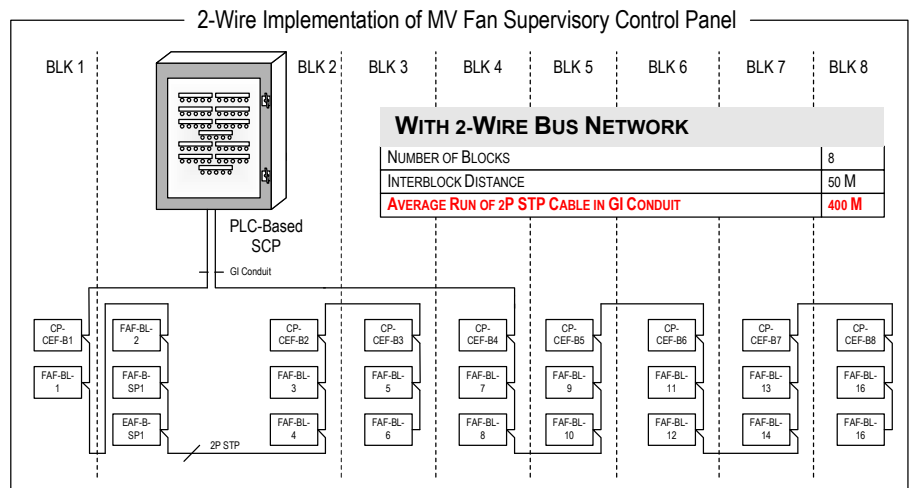 2-Wire Implementation of MV Fan Supervisory Control Panel
BLK 1
BLK 2
BLK 3
BLK 4
BLK 5
BLK 6
BLK 7
BLK 8
WITH 2-WIRE BUS NETWORK
NUMBER OF BLOCKS 8
INTERBLOCK DISTANCE 50 M
AVERAGE RUN OF 2P STP CABLE IN GI CONDUIT 400 M
PLC-Based
SCP
GI Conduit
CP-
CEF-B1
FAF-BL-
2
CP-
CEF-B2
CP-
CEF-B3
CP-
CEF-B4
CP-
CEF-B5
CP-
CEF-B6
CP-
CEF-B7
CP-
CEF-B8
FAF-BL-
1
FAF-B-
SP1
FAF-BL-
3
FAF-BL-
5
FAF-BL-
7
FAF-BL-
9
FAF-BL-
11
FAF-BL-
13
FAF-BL-
16
EAF-B-
SP1
FAF-BL-
4
FAF-BL-
6
FAF-BL-
8
FAF-BL-
10
FAF-BL-
12
FAF-BL-
14
FAF-BL-
16
2P STP